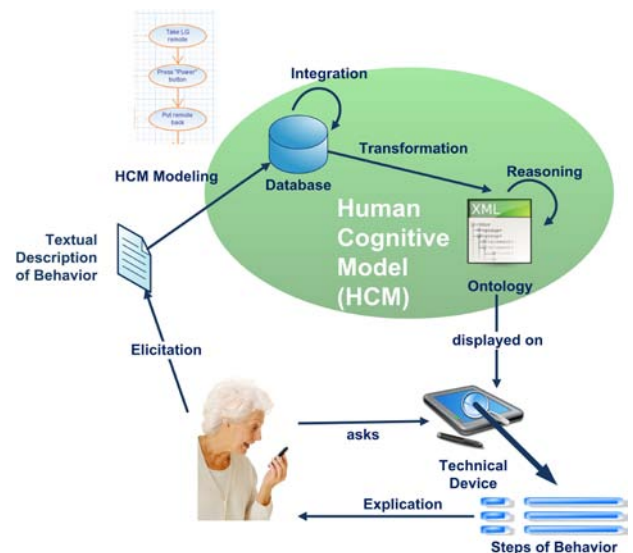 Take LG
remote
Press "Power"
button
Put remote
back
Integration
Transformation
HCM Modeling
Database
Reasoning
XML
Human
Cognitive
Model
(HCM)
Textual
Description
of Behavior
Ontology
Elicitation
displayed on
asks
Technical
Device
Explication
Steps of Behavior